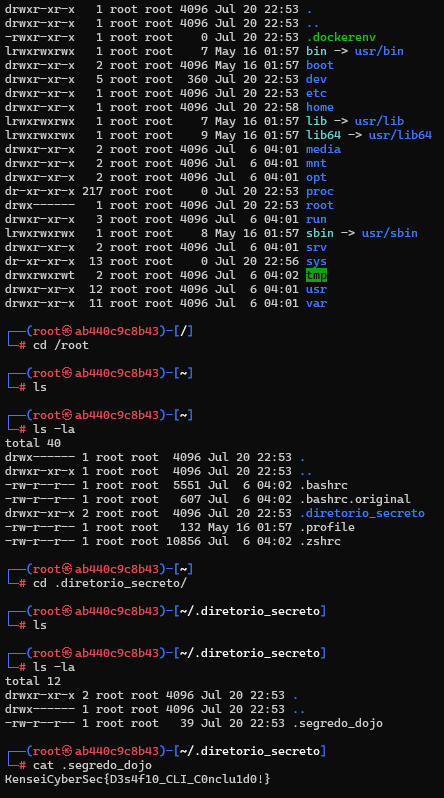 drwxr-xr-x   1 root root 4096 Jul 20 22:53 .
drwxr-xr-x   1 root root 4096 Jul 20 22:53 ..
-rwxr-xr-x   1 root root    0 Jul 20 22:53 .dockerenv
lrwxrwxrwx   1 root root    7 May 16 01:57 bin -> usr/bin
drwxr-xr-x   2 root root 4096 May 16 01:57 boot
drwxr-xr-x   5 root root  360 Jul 20 22:53 dev
drwxr-xr-x   1 root root 4096 Jul 20 22:53 etc
drwxr-xr-x   1 root root 4096 Jul 20 22:58 home
lrwxrwxrwx   1 root root    7 May 16 01:57 lib -> usr/lib
lrwxrwxrwx   1 root root    9 May 16 01:57 lib64 -> usr/lib64
drwxr-xr-x   2 root root 4096 Jul  6 04:01 media
drwxr-xr-x   2 root root 4096 Jul  6 04:01 mnt
drwxr-xr-x   2 root root 4096 Jul  6 04:01 opt
dr-xr-xr-x 217 root root    0 Jul 20 22:53 proc
drwx------   1 root root 4096 Jul 20 22:53 root
drwxr-xr-x   3 root root 4096 Jul  6 04:01 run
lrwxrwxrwx   1 root root    8 May 16 01:57 sbin -> usr/sbin
drwxr-xr-x   2 root root 4096 Jul  6 04:01 srv
dr-xr-xr-x  13 root root    0 Jul 20 22:56 sys
drwxrwxrwt   2 root root 4096 Jul  6 04:02 tmp
drwxr-xr-x  12 root root 4096 Jul  6 04:01 usr
drwxr-xr-x  11 root root 4096 Jul  6 04:01 var
┌──(root㉿ab440c9c8b43)-[/]
└─# cd /root
┌──(root㉿ab440c9c8b43)-[~]
└─# ls
┌──(root㉿ab440c9c8b43)-[~]
└─# ls -la
total 40
drwx------ 1 root root  4096 Jul 20 22:53 .
drwxr-xr-x 1 root root  4096 Jul 20 22:53 ..
-rw-r--r-- 1 root root  5551 Jul  6 04:02 .bashrc
-rw-r--r-- 1 root root   607 Jul  6 04:02 .bashrc.original
drwxr-xr-x 2 root root  4096 Jul 20 22:53 .diretorio_secreto
-rw-r--r-- 1 root root   132 May 16 01:57 .profile
-rw-r--r-- 1 root root 10856 Jul  6 04:02 .zshrc
┌──(root㉿ab440c9c8b43)-[~]
└─# cd .diretorio_secreto/
┌──(root㉿ab440c9c8b43)-[~/.diretorio_secreto]
└─# ls
┌──(root㉿ab440c9c8b43)-[~/.diretorio_secreto]
└─# ls -la
total 12
drwxr-xr-x 2 root root 4096 Jul 20 22:53 .
drwx------ 1 root root 4096 Jul 20 22:53 ..
-rw-r--r-- 1 root root   39 Jul 20 22:53 .segredo_dojo
┌──(root㉿ab440c9c8b43)-[~/.diretorio_secreto]
└─# cat .segredo_dojo
KenseiCyberSec{D3s4f10_CLI_C0nclu1d0!}